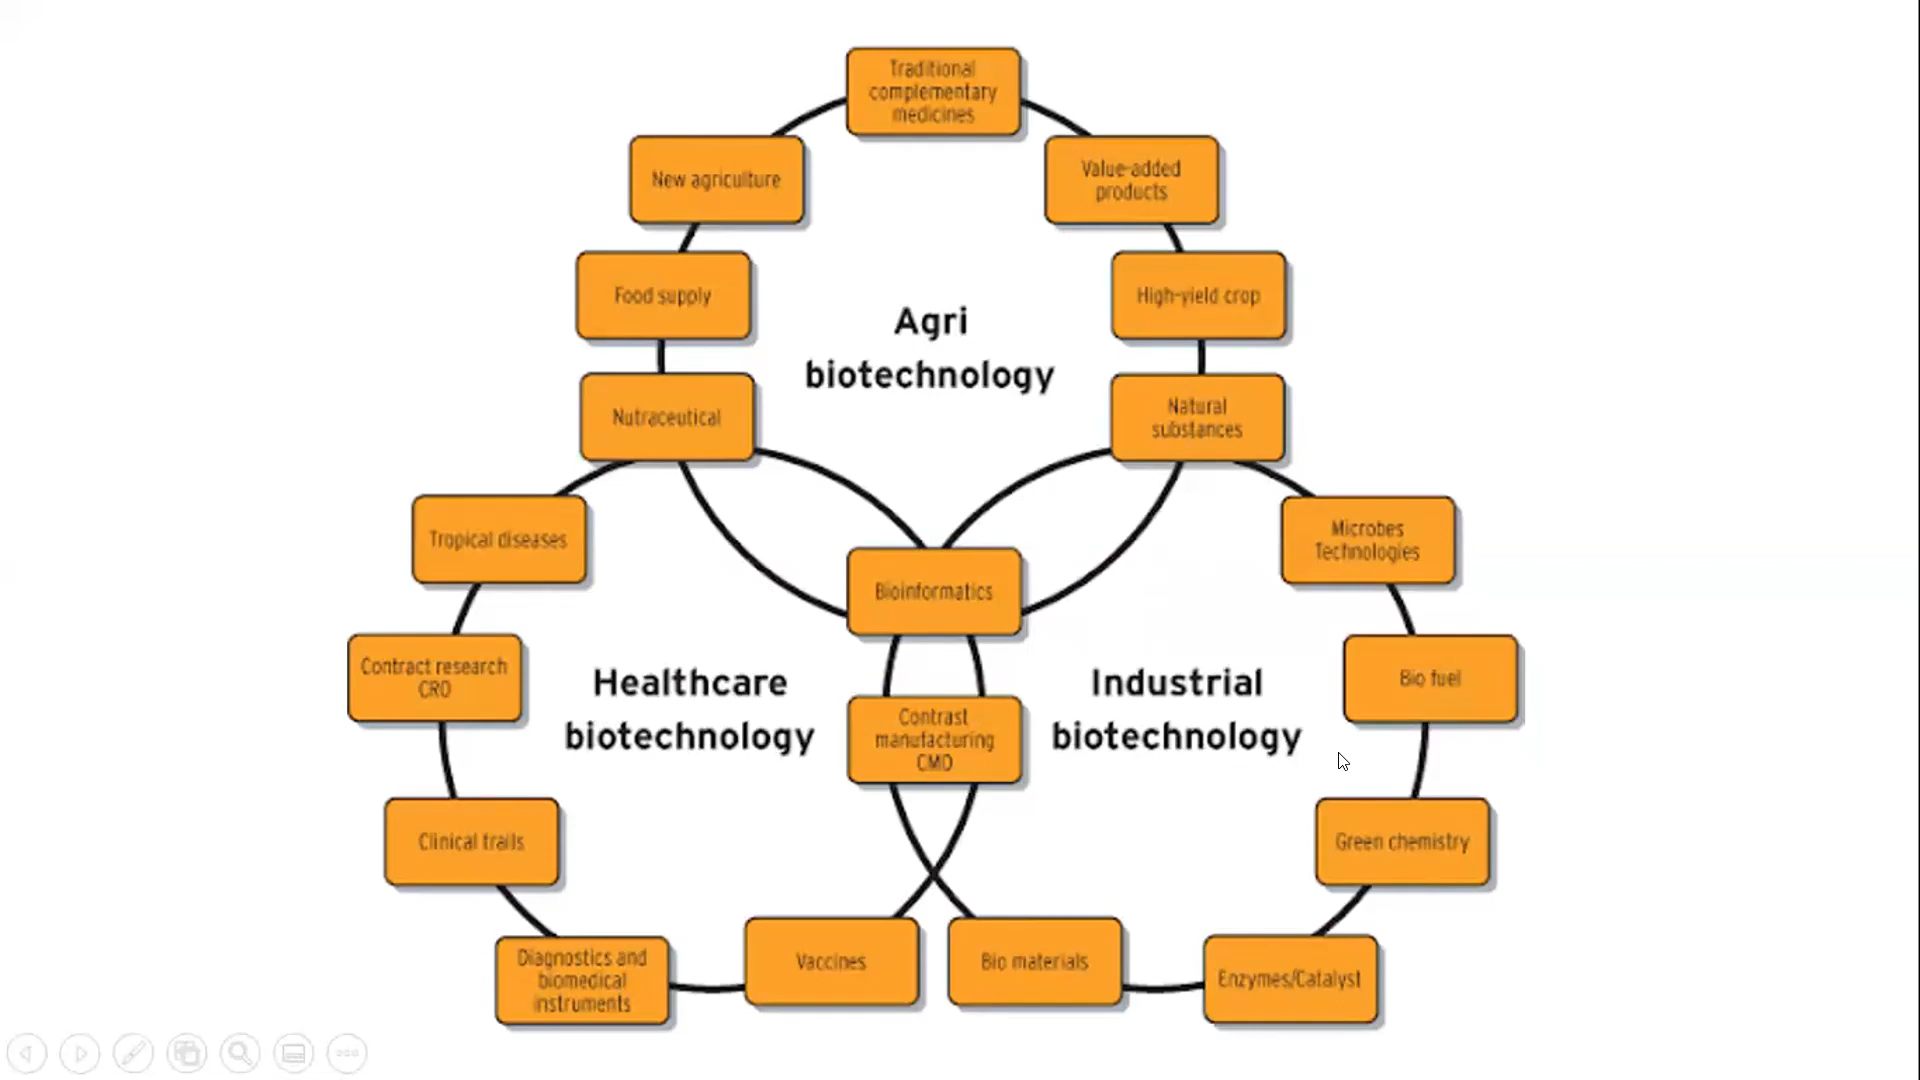 Traditional
complementary
medicines
New agriculture
Value-added
products
Food supply
High-yield crop
Agri
biotechnology
Nutraceutical
Natural
substances
Tropical diseases
Microbes
Technologies
Bioinformatics
Contract research
CRO
Healthcare
biotechnology
Industrial
biotechnology
Bio fuel
Contrast
manufacturing
CMO
Clinical trails
Green chemistry
Diagnostics and
biomedical
instruments
Vaccines
Bio materials
Enzymes/Catalyst